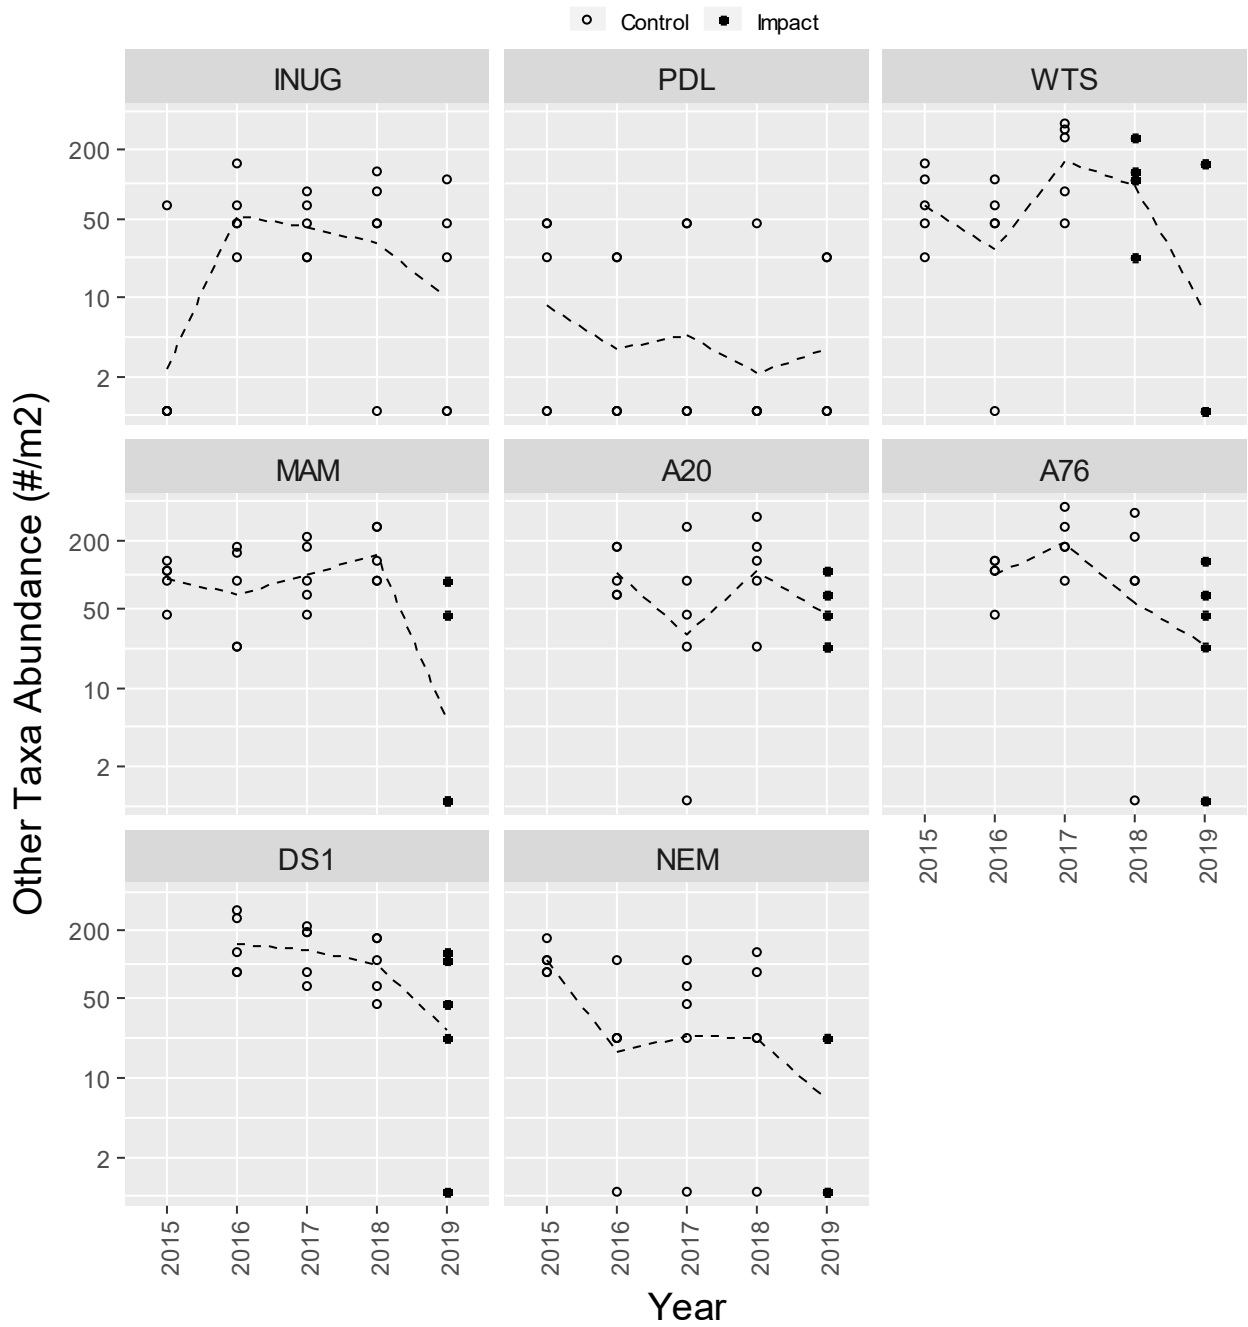 Control Impact
INUG PDL WTS
200
50
10
2
MAM A20 A76
200
50
10
2
2015 2016 2017 2018 2019
DS1 NEM
200
50
10
2
2015 2016 2017 2018 2019 2015 2016 2017 2018 2019
Year
Other Taxa Abundance (#/m2)